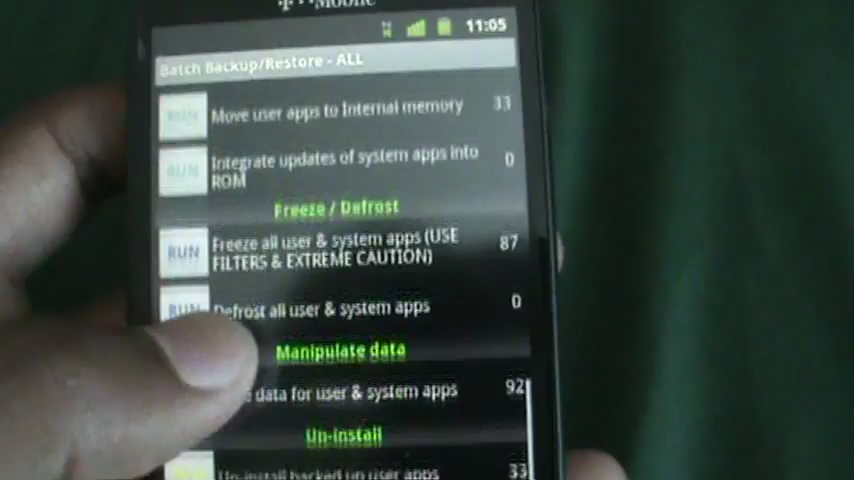 T-Mobile
11:05
Batch Backup/Restore - ALL
RUN Move user apps to Internal memory 33
RUN Integrate updates of system apps into 0
ROM
Freeze / Defrost
RUN Freeze all user & system apps (USE 87
FILTERS & EXTREME CAUTION)
RUN Defrost all user & system apps 0
Manipulate data
data for user & system apps 92
Un-install
Un-install backed up user apps 33